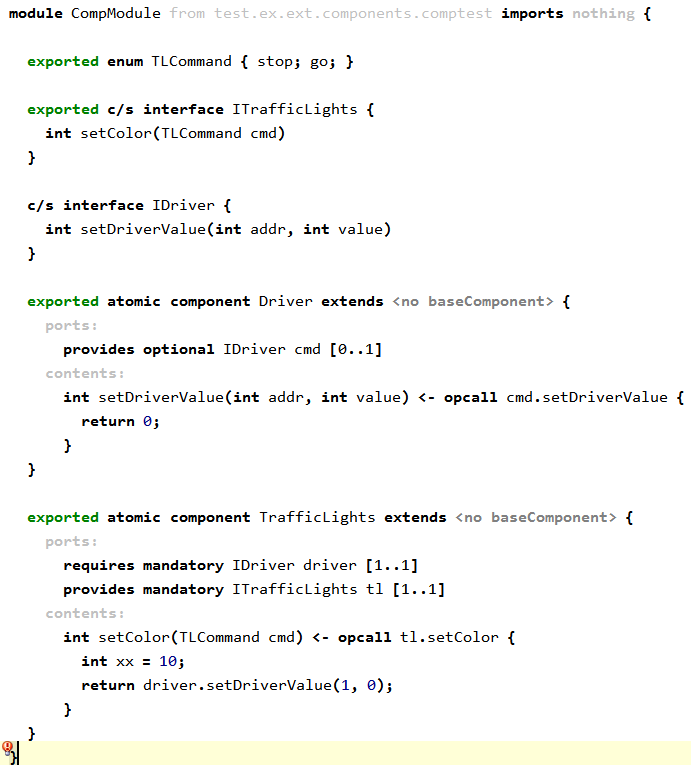 module CompModule from test.ex.ext.components.comptest imports nothing {
exported enum TLCommand { stop; go; }
exported c/s interface ITrafficLights {
int setColor(TLCommand cmd)
}
c/s interface IDriver {
int setDriverValue(int addr, int value)
}
exported atomic component Driver extends <no baseComponent> {
ports:
provides optional IDriver cmd [0..1]
contents:
int setDriverValue(int addr, int value) <- opcall cmd.setDriverValue {
return 0;
}
}
exported atomic component TrafficLights extends <no baseComponent> {
ports:
requires mandatory IDriver driver [1..1]
provides mandatory ITrafficLights tl [1..1]
contents:
int setColor(TLCommand cmd) <- opcall tl.setColor {
int xx = 10;
return driver.setDriverValue(1, 0);
}
}
}